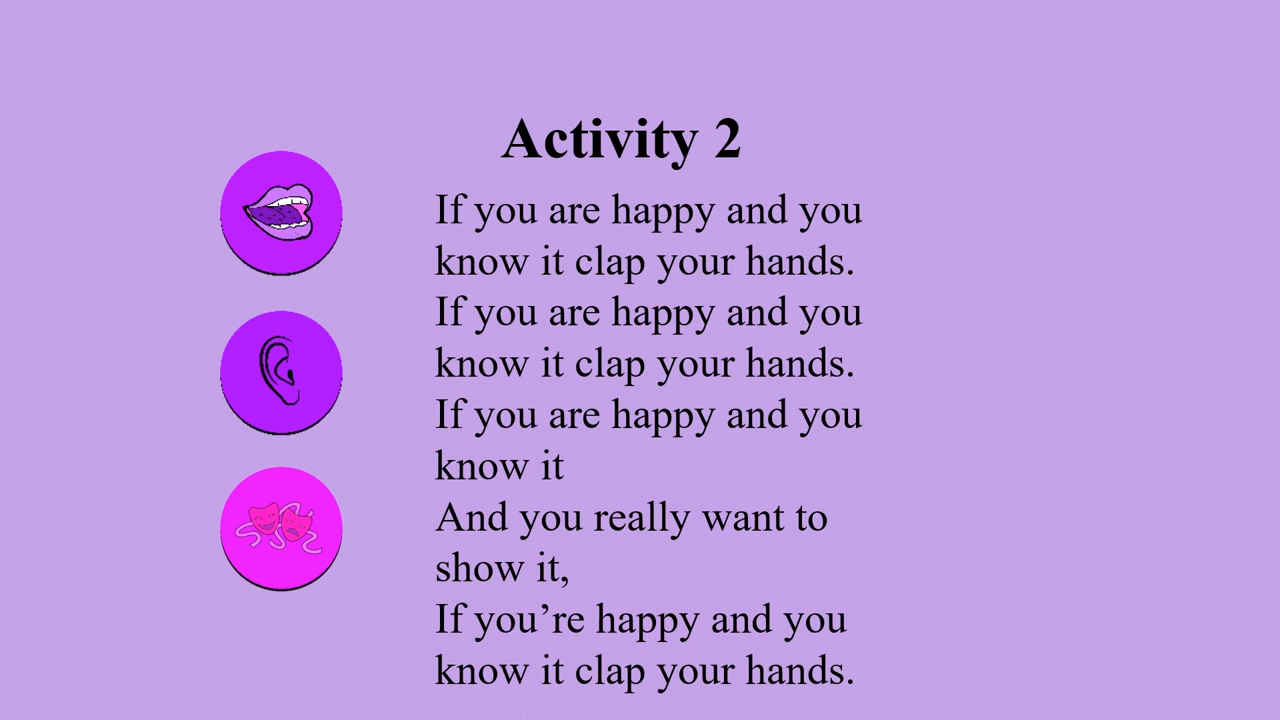 Activity 2
If you are happy and you
know it clap your hands.
If you are happy and you
know it clap your hands.
If you are happy and you
know it
And you really want to
show it,
If you’re happy and you
know it clap your hands.